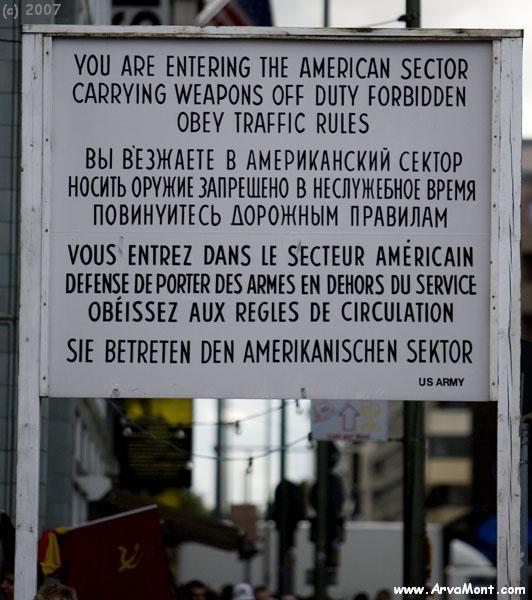 (c) 2007
YOU ARE ENTERING THE AMERICAN SECTOR
CARRYING WEAPONS OFF DUTY FORBIDDEN
OBEY TRAFFIC RULES
ВЫ В'ЕЗЖАЕТЕ В АМЕРИКАНСКИЙ СЕКТОР
НОСИТЬ ОРУЖИЕ ЗАПРЕЩЕНО В НЕСЛУЖЕБНОЕ ВРЕМЯ
ПОВИНУИТЕСЬ ДОРОЖНЫМ ПРАВИЛАМ
VOUS ENTREZ DANS LE SECTEUR AMÉRICAIN
DEFENSE DE PORTER DES ARMES EN DEHORS DU SERVICE
OBÉISSEZ AUX REGLES DE CIRCULATION
SIE BETRETEN DEN AMERIKANISCHEN SEKTOR
US ARMY
www.ArvaMont.com